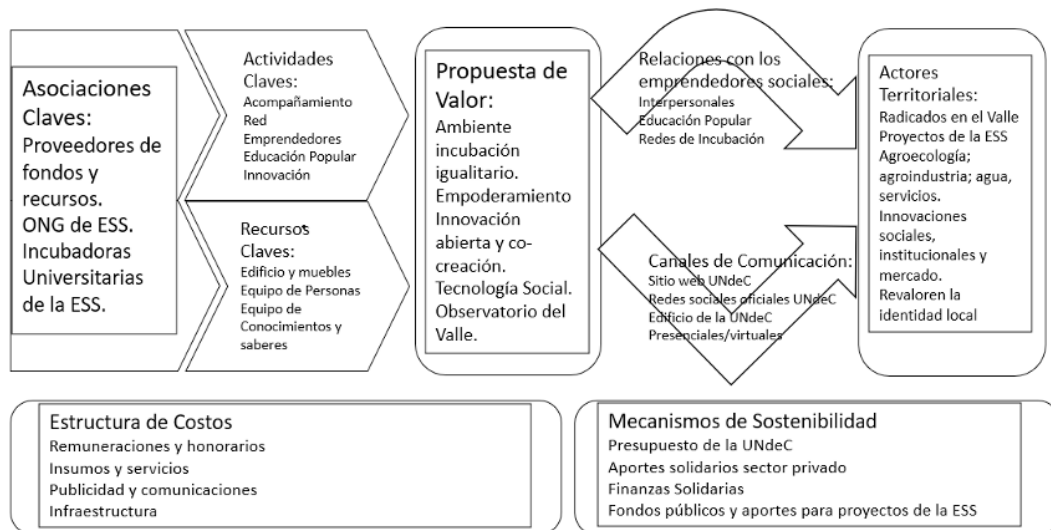 Asociaciones
Claves:
Proveedores de
fondos y
recursos.
ONG de ESS.
Incubadoras
Universitarias
de la ESS.
Actividades
Claves:
Acompañamiento
Red
Emprendedores
Educación Popular
Innovación
Recursos
Claves:
Edificio y muebles
Equipo de Personas
Equipo de
Conocimientos y
saberes
Propuesta de
Valor:
Ambiente
incubación
igualitario.
Empoderamiento
Innovación
abierta y co-
creación.
Tecnología Social.
Observatorio del
Valle.
Relaciones con los
emprendedores sociales:
Interpersonales
Educación Popular
Redes de Incubación
Canales de Comunicación:
Sitio web UNdeC
Redes sociales oficiales UNdeC
Edificio de la UNdeC
Presenciales/virtuales
Actores
Territoriales:
Radicados en el Valle
Proyectos de la ESS
Agroecología;
agroindustria; agua,
servicios.
Innovaciones
sociales,
institucionales y
mercado.
Revaloren la
identidad local
Estructura de Costos
Remuneraciones y honorarios
Insumos y servicios
Publicidad y comunicaciones
Infraestructura
Mecanismos de Sostenibilidad
Presupuesto de la UNdeC
Aportes solidarios sector privado
Finanzas Solidarias
Fondos públicos y aportes para proyectos de la ESS